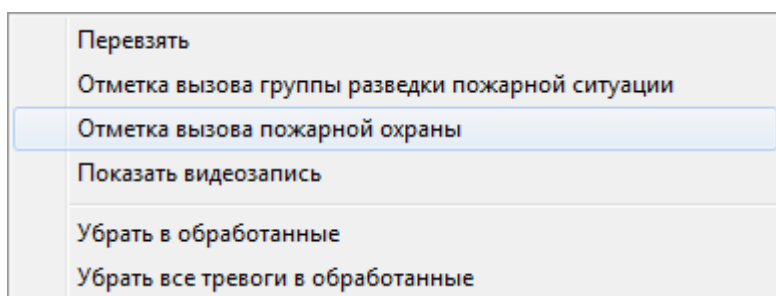 Перевзять
Отметка вызова группы разведки пожарной ситуации
Отметка вызова пожарной охраны
Показать видеозапись
Убрать в обработанные
Убрать все тревоги в обработанные